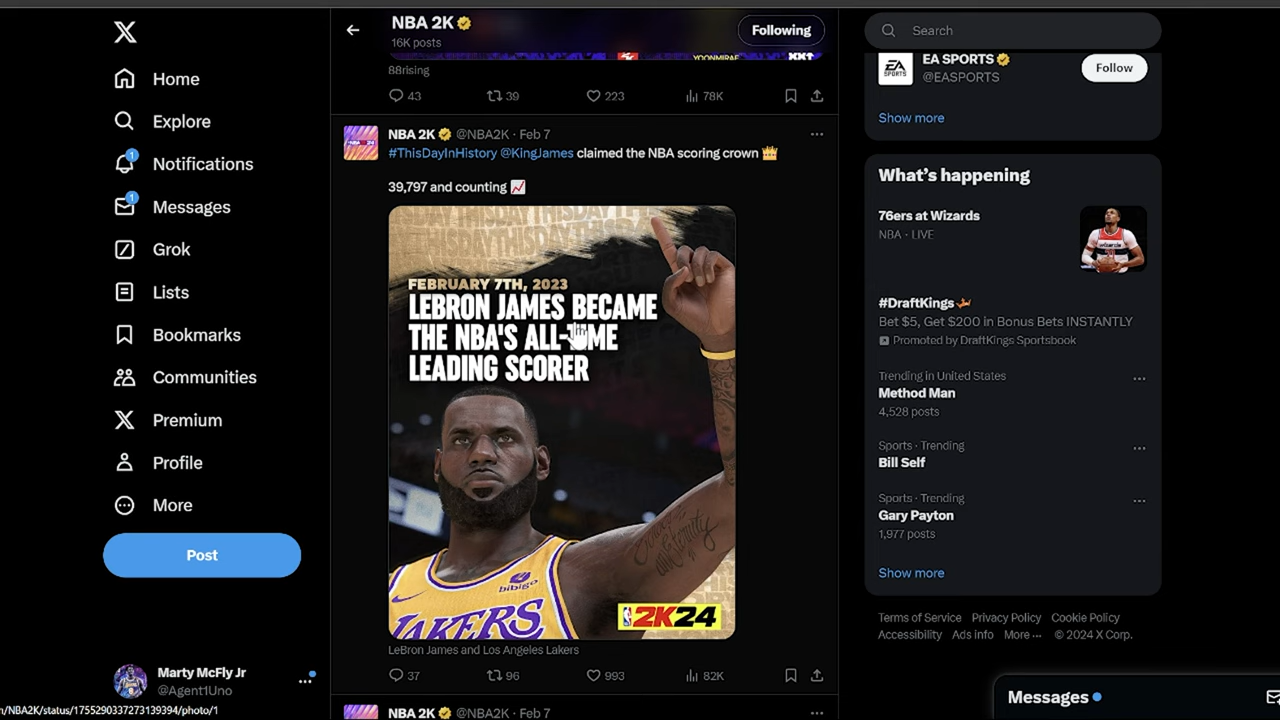 Home
Explore
1
Notifications
1
Messages
Grok
Lists
Bookmarks
Communities
Premium
Profile
More
Post
Marty McFly Jr
@Agent1Uno
/NBA2K/status/1755290337273139394/photo/1
NBA 2K
16K posts
Following
YOONMIRAE
88rising
43 39 223 78K
NBA 2K @NBA2K · Feb 7
#ThisDayInHistory @KingJames claimed the NBA scoring crown 👑
39,797 and counting 📈
FEBRUARY 7TH, 2023
LEBRON JAMES BECAME
THE NBA'S ALL-TIME
LEADING SCORER
bibigo
LAKERS
2K24
LeBron James and Los Angeles Lakers
37 96 993 82K
NBA 2K @NBA2K · Feb 7
Search
EA SPORTS
EA SPORTS
@EASPORTS
Follow
Show more
What's happening
76ers at Wizards
NBA · LIVE
#DraftKings
Bet $5, Get $200 in Bonus Bets INSTANTLY
Promoted by DraftKings Sportsbook
Trending in United States
Method Man
4,528 posts
Sports · Trending
Bill Self
Sports · Trending
Gary Payton
1,977 posts
Show more
Terms of Service Privacy Policy Cookie Policy
Accessibility Ads info More ··· © 2024 X Corp.
Messages